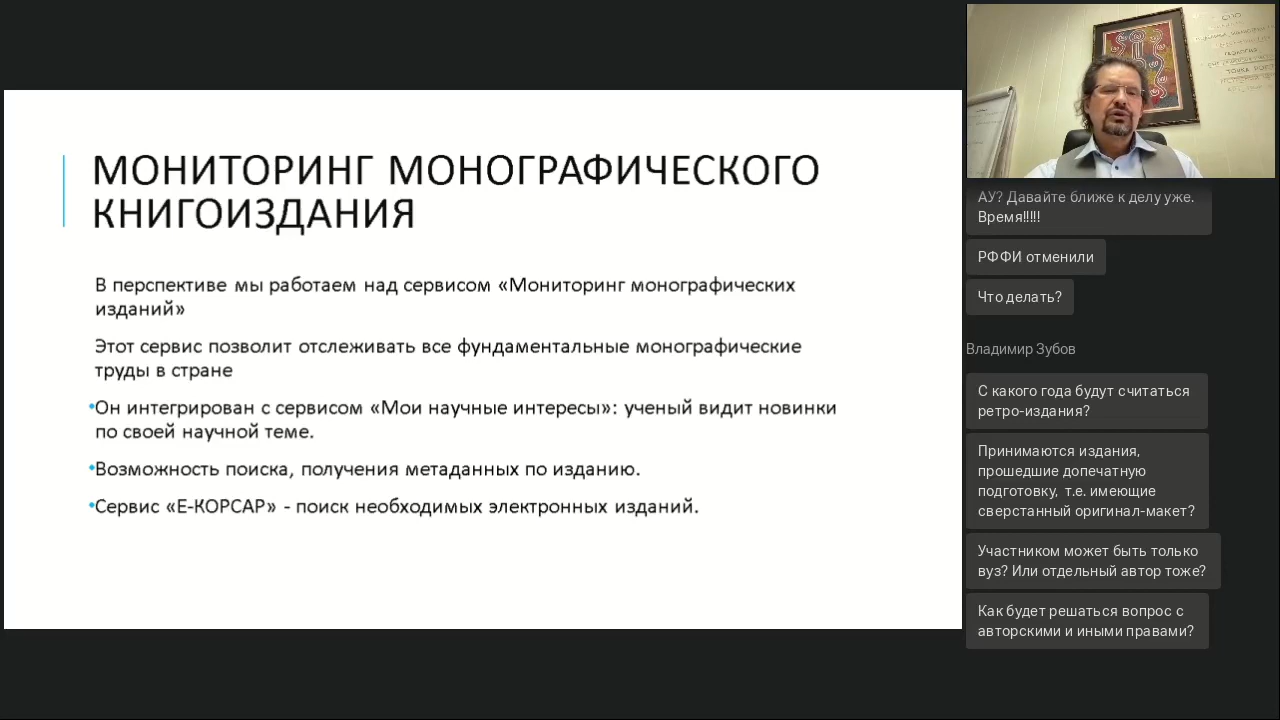 МОНИТОРИНГ МОНОГРАФИЧЕСКОГО
КНИГОИЗДАНИЯ
В перспективе мы работаем над сервисом «Мониторинг монографических
изданий»
Этот сервис позволит отслеживать все фундаментальные монографические
труды в стране
•Он интегрирован с сервисом «Мои научные интересы»: ученый видит новинки
по своей научной теме.
•Возможность поиска, получения метаданных по изданию.
•Сервис «Е-КОРСАР» - поиск необходимых электронных изданий.
АУ? Давайте ближе к делу уже.
Время!!!!!
РФФИ отменили
Что делать?
Владимир Зубов
С какого года будут считаться
ретро-издания?
Принимаются издания,
прошедшие допечатную
подготовку, т.е. имеющие
сверстанный оригинал-макет?
Участником может быть только
вуз? Или отдельный автор тоже?
Как будет решаться вопрос с
авторскими и иными правами?